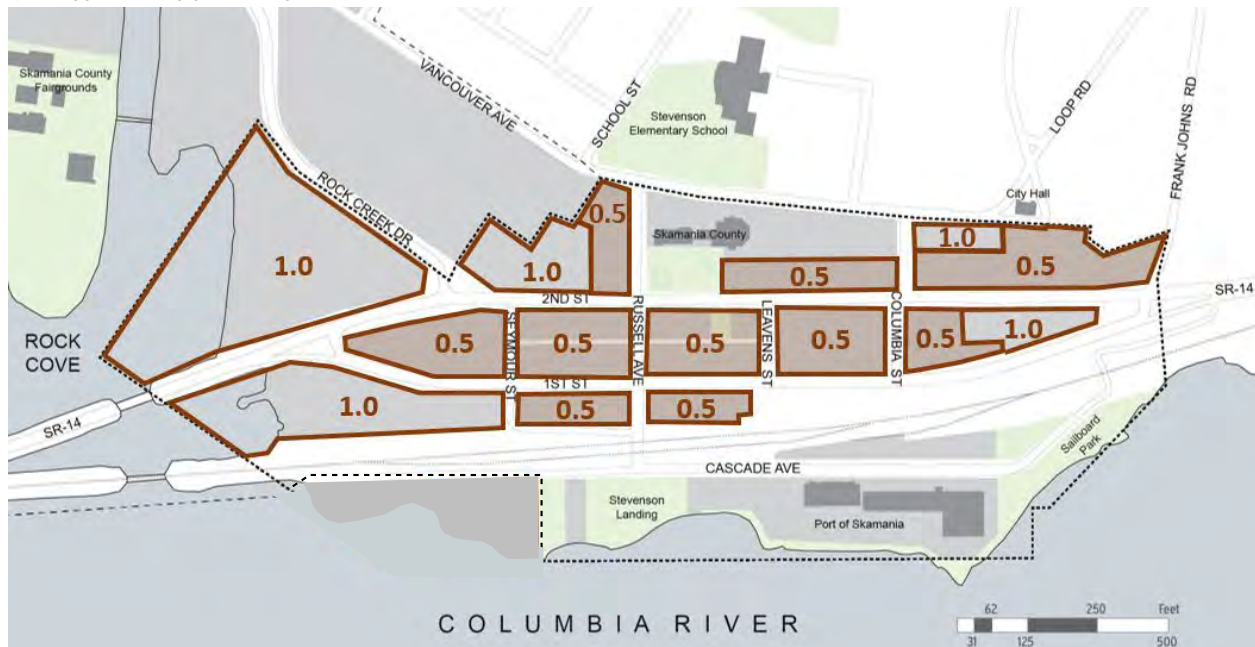 Skamania County
Fairgrounds
VANCOUVER AVE
SCHOOL ST
Stevenson
Elementary School
LOOP RD
FRANK JOHNS RD
City Hall
ROCK CREEK DR
0.5
Skamania County
1.0
1.0
1.0
0.5
0.5
2ND ST
SR-14
ROCK
COVE
SEYMOUR ST
RUSSELL AVE
LEAVENS ST
COLUMBIA ST
0.5
0.5
0.5
0.5
0.5
1.0
1ST ST
1.0
0.5
0.5
SR-14
Sailboard
Park
CASCADE AVE
Stevenson
Landing
Port of Skamania
COLUMBIA RIVER
62
250
Feet
31
125
500